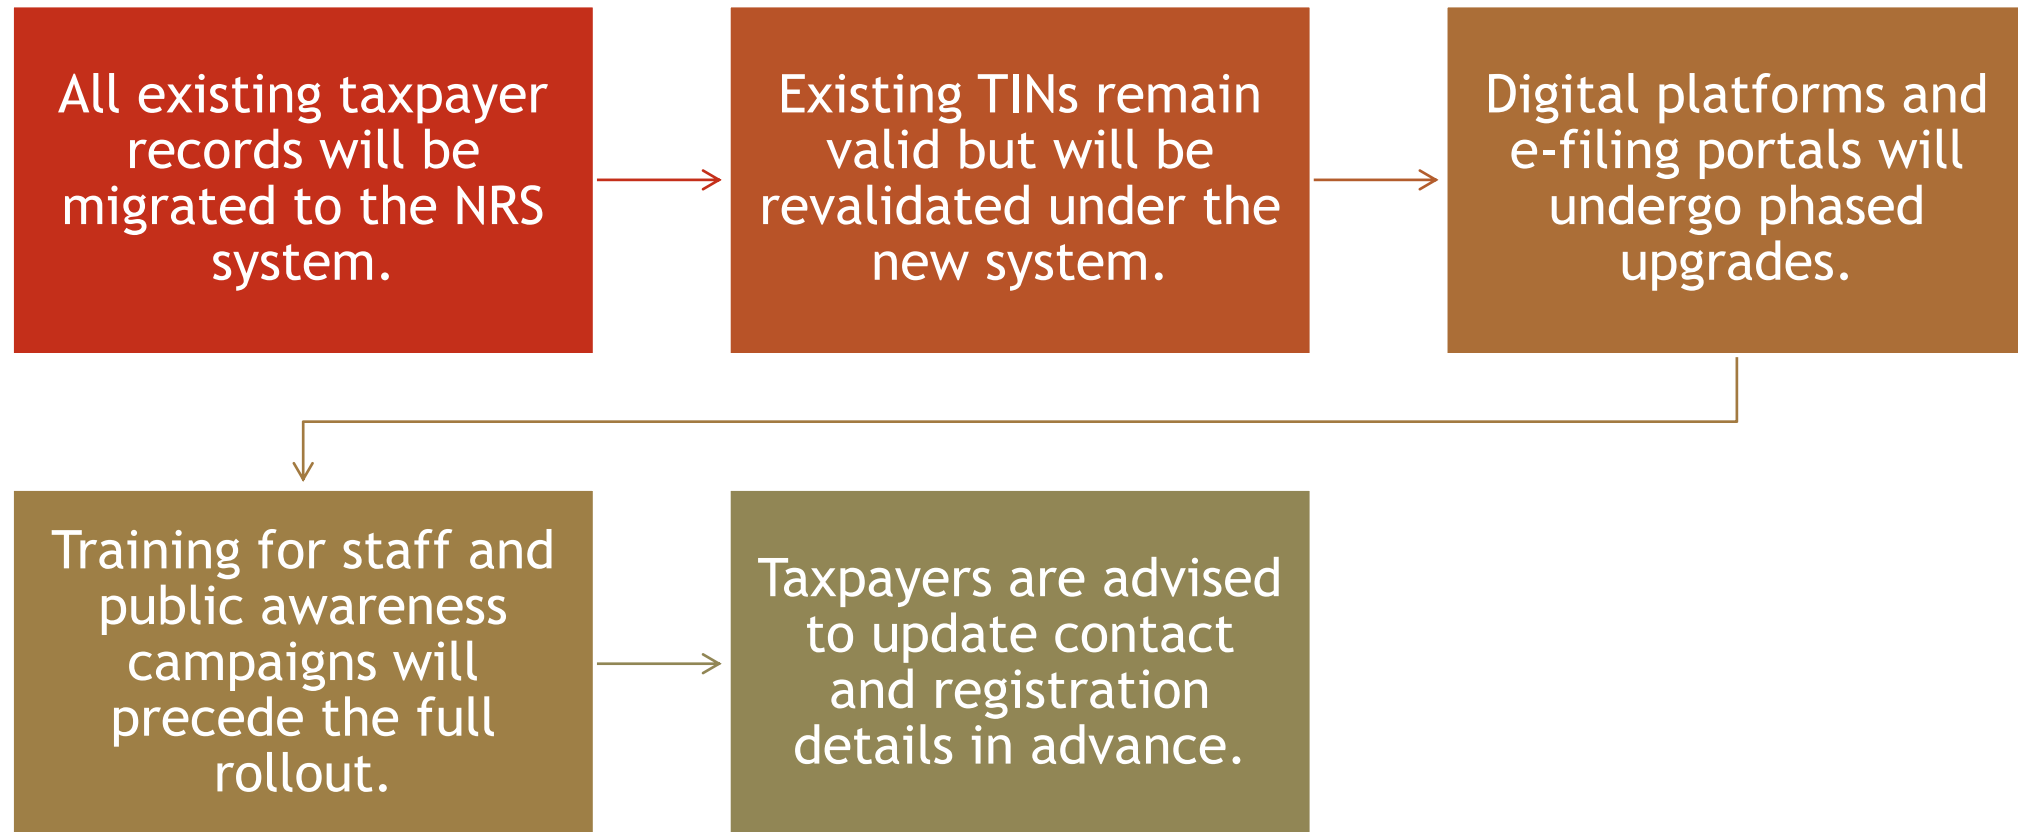 All existing taxpayer
records will be
migrated to the NRS
system.
Existing TINs remain
valid but will be
revalidated under the
new system.
Digital platforms and
e-filing portals will
undergo phased
upgrades.
Training for staff and
public awareness
campaigns will
precede the full
rollout.
Taxpayers are advised
to update contact
and registration
details in advance.